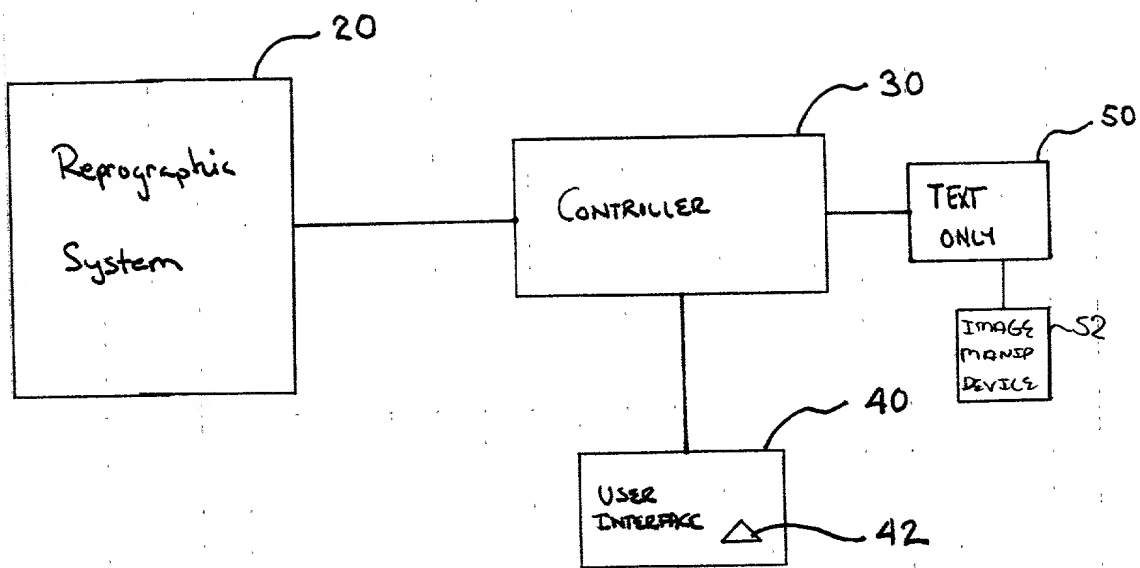 20
Reprographic
System
30
CONTROLLER
50
TEXT
ONLY
IMAGE
MANIP
DEVICE
52
40
USER
INTERFACE
42